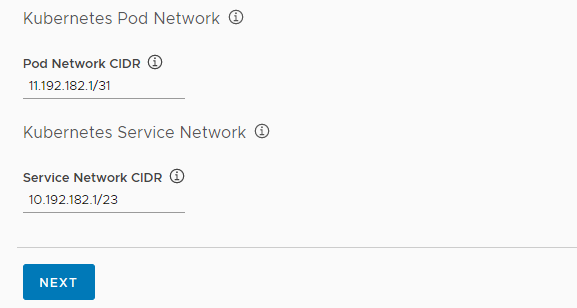 Kubernetes Pod Network
Pod Network CIDR
11.192.182.1/31
Kubernetes Service Network
Service Network CIDR
10.192.182.1/23
NEXT